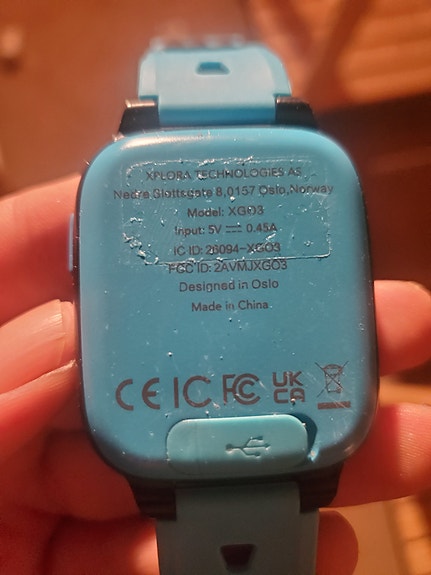 XPLORA TECHNOLOGIES AS
Nedre Slottsgate 8,0157 Oslo,Norway
Model: XGO3
Input: 5V ⎓ 0.45A
IC ID: 26094-XGO3
FCC ID: 2AVMJXGO3
Designed in Oslo
Made in China
CE IC FC UK CA